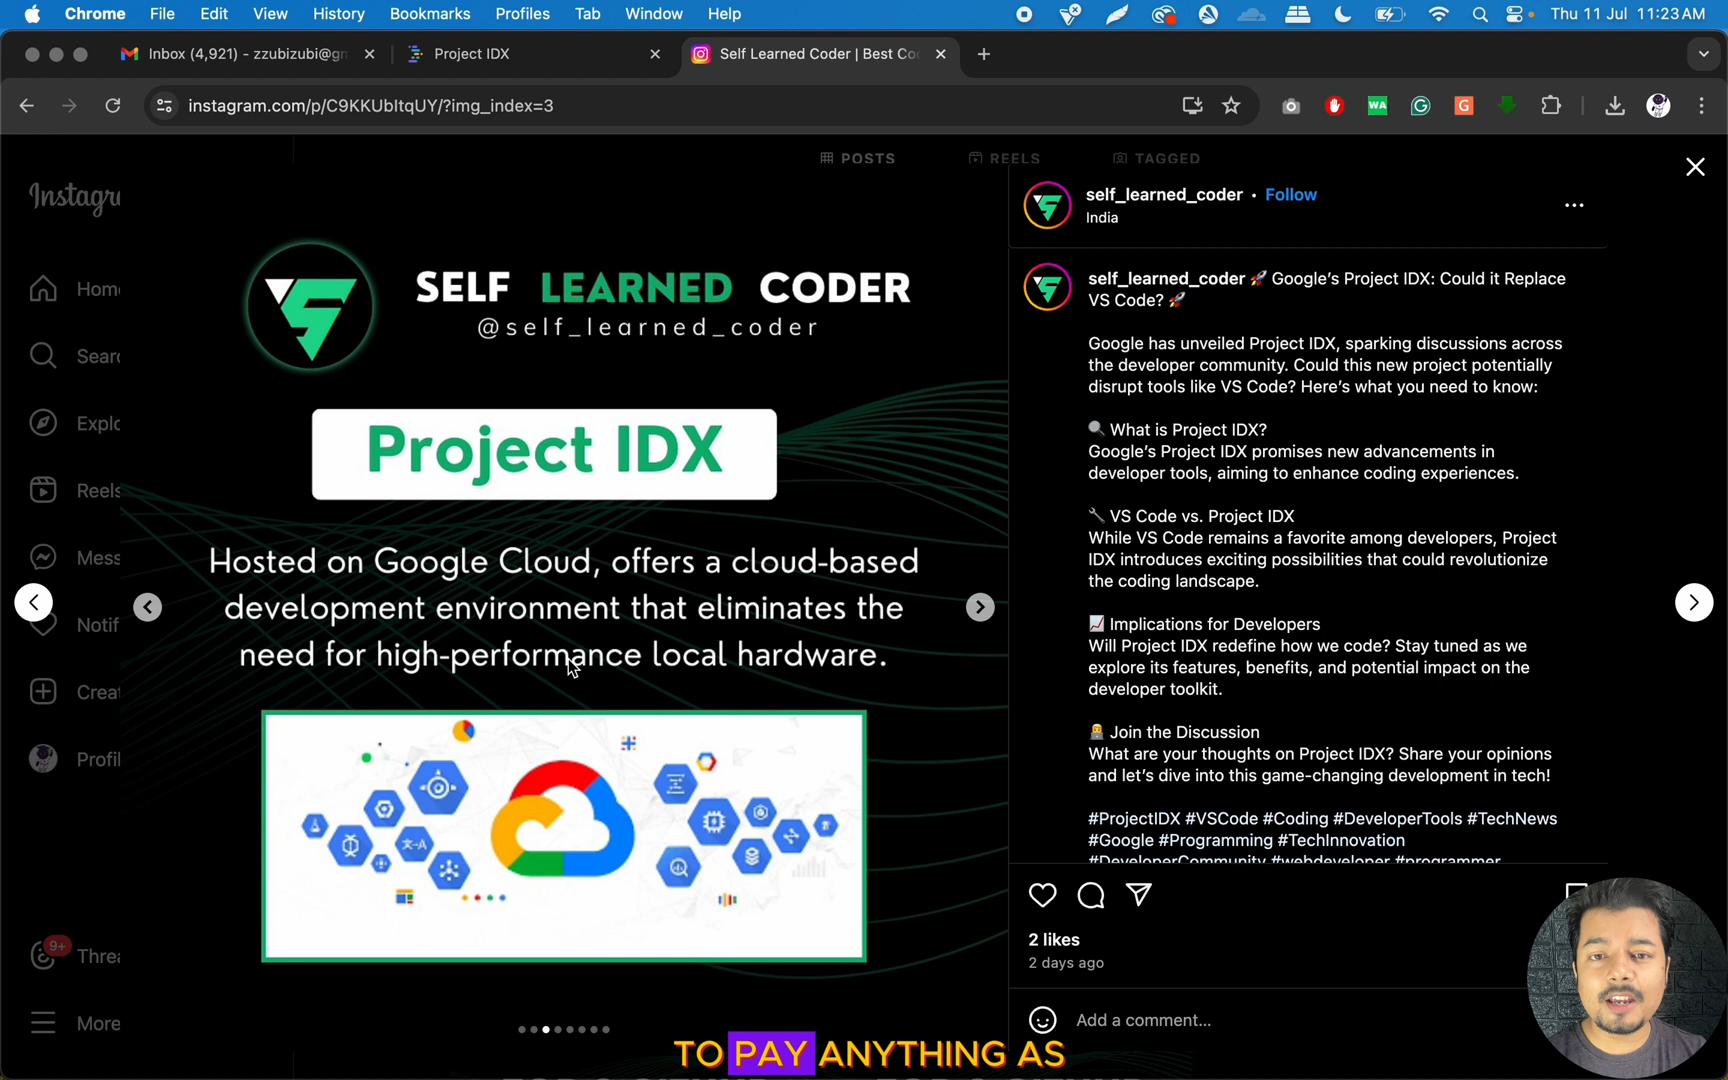 Chrome File Edit View History Bookmarks Profiles Tab Window Help Thu 11 Jul 11:23 AM
Inbox (4,921) - zzubizubi@gm
Project IDX
Self Learned Coder | Best Co
instagram.com/p/C9KKUbItqUY/?img_index=3
WA
G
POSTS REELS TAGGED
Instagr
Home
Searc
Explo
Reels
Mess
Notif
Crea
Profil
9+
Threa
More
SELF LEARNED CODER
@self_learned_coder
Project IDX
Hosted on Google Cloud, offers a cloud-based
development environment that eliminates the
need for high-performance local hardware.
self_learned_coder • Follow
India
self_learned_coder 🚀 Google's Project IDX: Could it Replace
VS Code? 🚀
Google has unveiled Project IDX, sparking discussions across
the developer community. Could this new project potentially
disrupt tools like VS Code? Here's what you need to know:
🔍 What is Project IDX?
Google's Project IDX promises new advancements in
developer tools, aiming to enhance coding experiences.
🔧 VS Code vs. Project IDX
While VS Code remains a favorite among developers, Project
IDX introduces exciting possibilities that could revolutionize
the coding landscape.
📈 Implications for Developers
Will Project IDX redefine how we code? Stay tuned as we
explore its features, benefits, and potential impact on the
developer toolkit.
👨‍💻 Join the Discussion
What are your thoughts on Project IDX? Share your opinions
and let's dive into this game-changing development in tech!
#ProjectIDX #VSCode #Coding #DeveloperTools #TechNews
#Google #Programming #TechInnovation
#DeveloperCommunity #webdeveloper #programmer
2 likes
2 days ago
Add a comment...
TO PAY ANYTHING AS